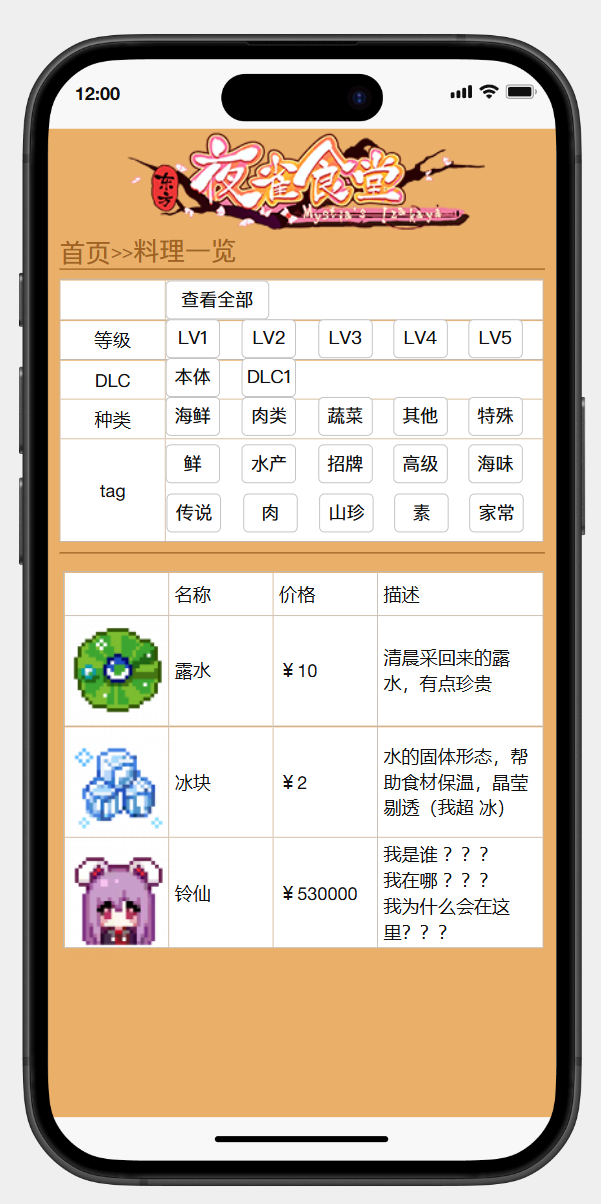 12:00
东方
夜雀食堂
Mystia's Izakaya
首页>>料理一览
查看全部
等级 LV1 LV2 LV3 LV4 LV5
DLC 本体 DLC1
种类 海鲜 肉类 蔬菜 其他 特殊
鲜 水产 招牌 高级 海味
tag
传说 肉 山珍 素 家常
名称 价格 描述
露水 ￥10 清晨采回来的露
水，有点珍贵
冰块 ￥2 水的固体形态，帮
助食材保温，晶莹
剔透（我超 冰）
铃仙 ￥530000 我是谁？？？
我在哪？？？
我为什么会在这
里？？？